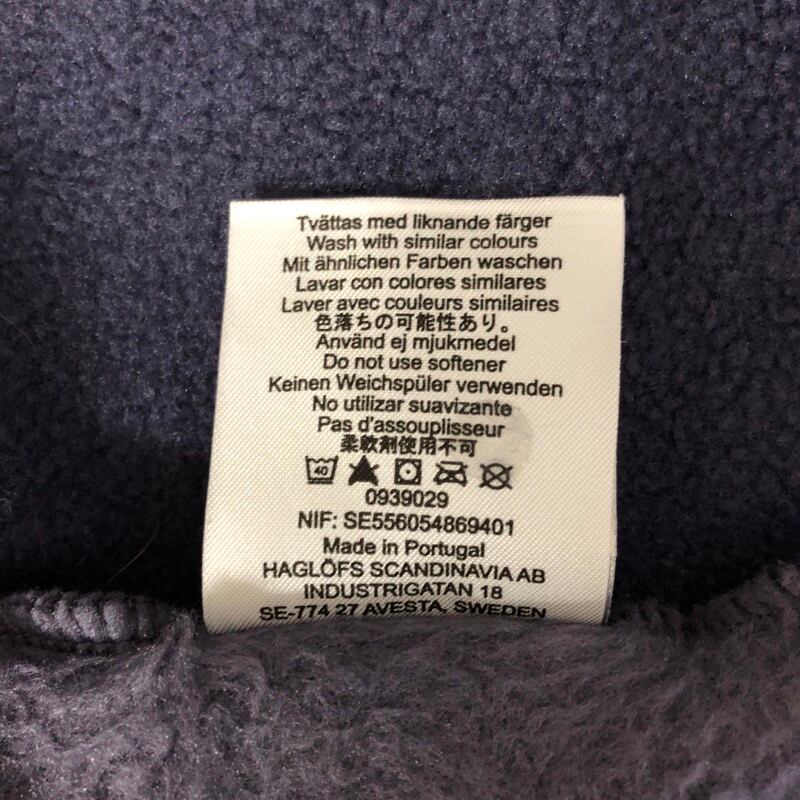 Tvättas med liknande färger
Wash with similar colours
Mit ähnlichen Farben waschen
Lavar con colores similares
Laver avec couleurs similaires
色落ちの可能性あり。
Använd ej mjukmedel
Do not use softener
Keinen Weichspüler verwenden
No utilizar suavizante
Pas d'assouplisseur
柔軟剤使用不可
40
0939029
NIF: SE556054869401
Made in Portugal
HAGLÖFS SCANDINAVIA AB
INDUSTRIGATAN 18
SE-774 27 AVESTA, SWEDEN